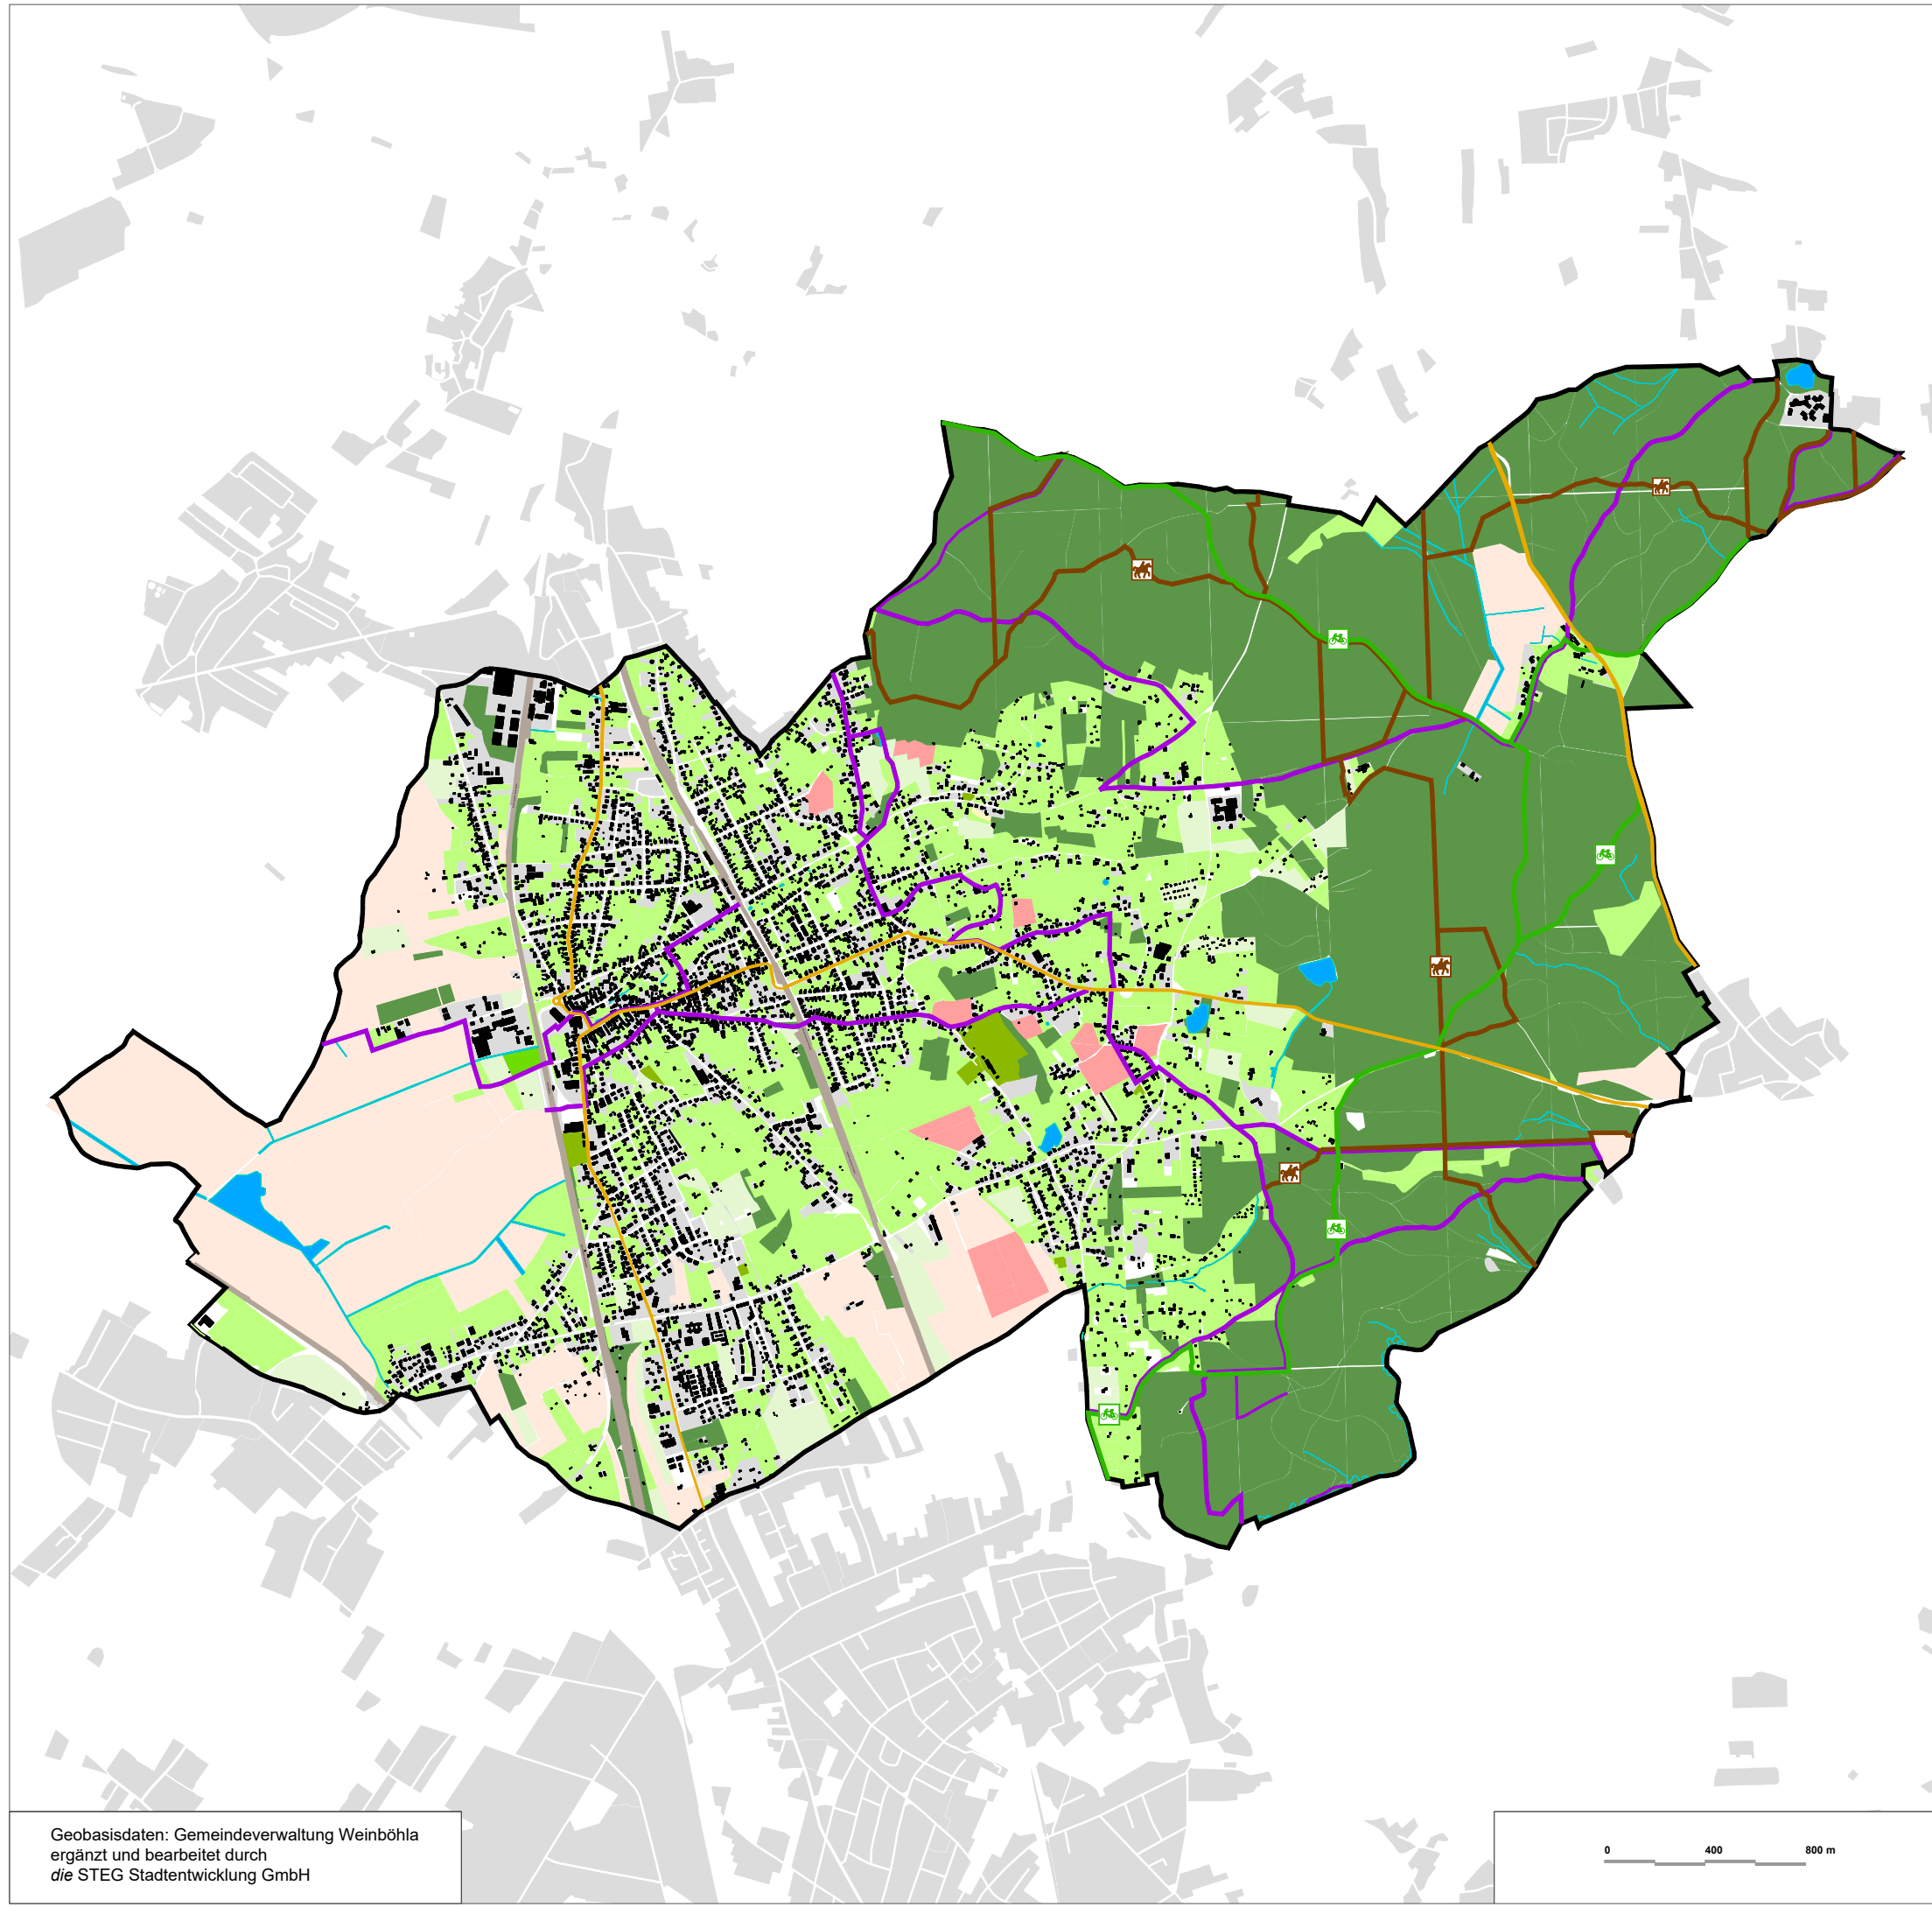 Geobasisdaten: Gemeindeverwaltung Weinböhla
ergänzt und bearbeitet durch
die STEG Stadtentwicklung GmbH
0 400 800 m